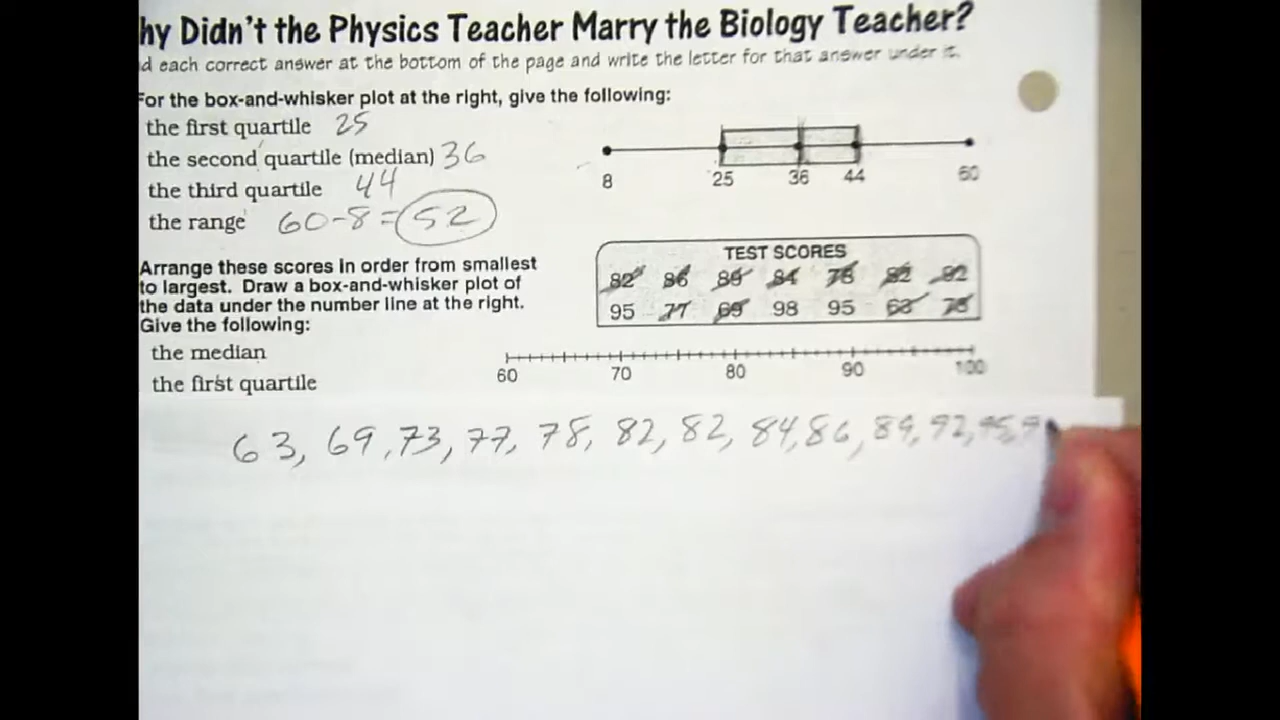 hy Didn't the Physics Teacher Marry the Biology Teacher?
d each correct answer at the bottom of the page and write the letter for that answer under it.
For the box-and-whisker plot at the right, give the following:
the first quartile 25
the second quartile (median) 36
the third quartile 44
the range 60-8=52
8 25 36 44 60
Arrange these scores in order from smallest
to largest. Draw a box-and-whisker plot of
the data under the number line at the right.
Give the following:
the median
the first quartile
TEST SCORES
82 86 89 84 78 82 92
95 77 69 98 95 63 73
60 70 80 90 100
63, 69, 73, 77, 78, 82, 82, 84, 86, 89, 92, 95, 9